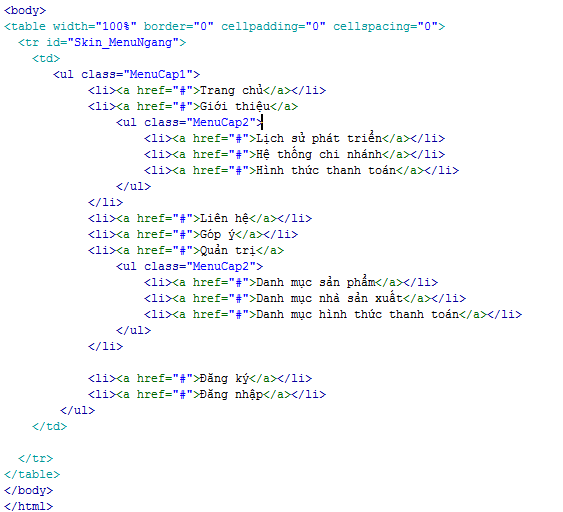 <body>
<table width="100%" border="0" cellpadding="0" cellspacing="0">
<tr id="Skin_MenuNgang">
<td>
<ul class="MenuCap1">
<li><a href="#">Trang chủ</a></li>
<li><a href="#">Giới thiệu</a>
<ul class="MenuCap2">
<li><a href="#">Lịch sử phát triển</a></li>
<li><a href="#">Hệ thống chi nhánh</a></li>
<li><a href="#">Hình thức thanh toán</a></li>
</ul>
</li>
<li><a href="#">Liên hệ</a></li>
<li><a href="#">Góp ý</a></li>
<li><a href="#">Quản trị</a>
<ul class="MenuCap2">
<li><a href="#">Danh mục sản phẩm</a></li>
<li><a href="#">Danh mục nhà sản xuất</a></li>
<li><a href="#">Danh mục hình thức thanh toán</a></li>
</ul>
</li>
<li><a href="#">Đăng ký</a></li>
<li><a href="#">Đăng nhập</a></li>
</ul>
</td>
</tr>
</table>
</body>
</html>